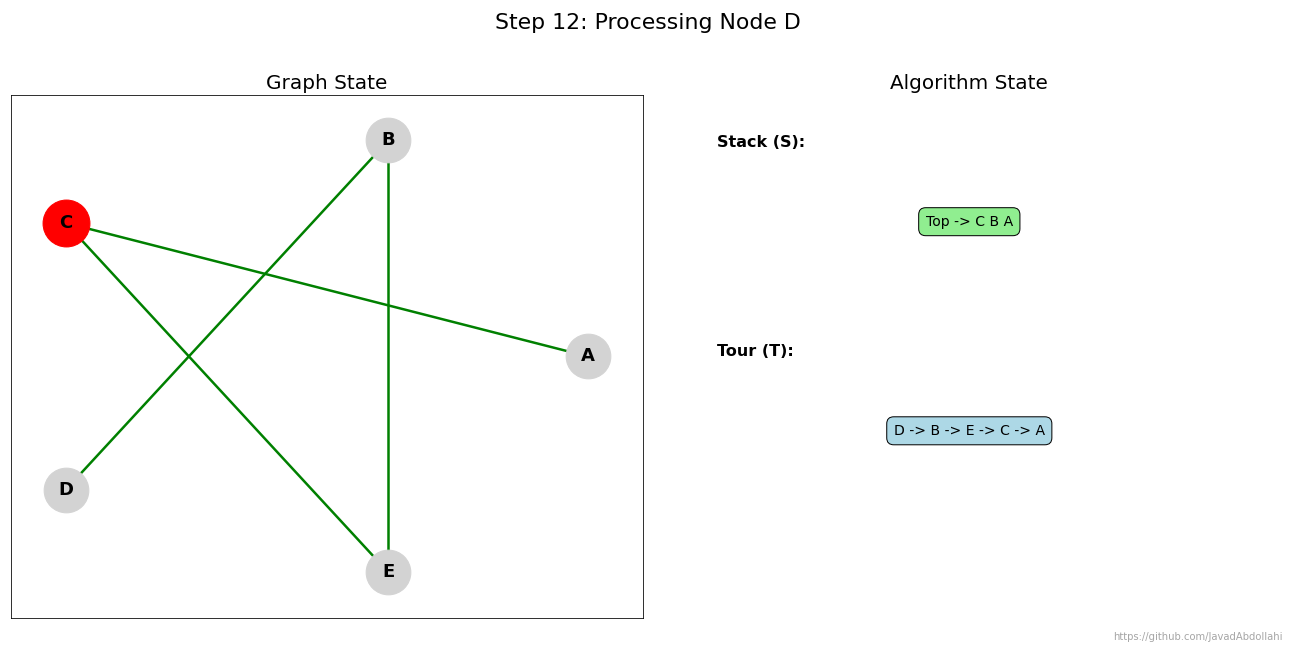 Step 12: Processing Node D
Graph State
B
C
A
D
E
Algorithm State
Stack (S):
Top -> C B A
Tour (T):
D -> B -> E -> C -> A
https://github.com/JavadAbdollahi